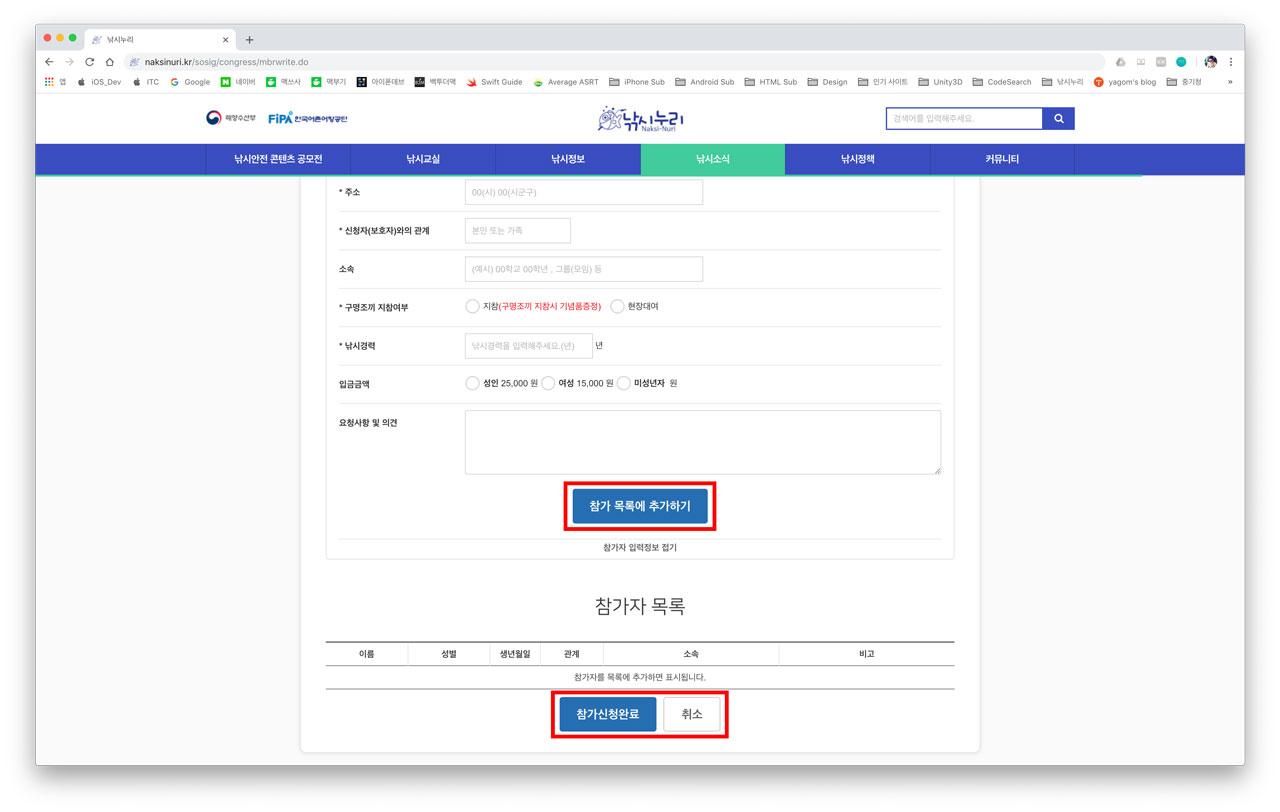 낚시누리
naksinuri.kr/sosig/congress/mbrwrite.do
앱 iOS_Dev ITC Google 네이버 맥쓰사 맥부기 아이폰데브 백투더맥 Swift Guide Average ASRT iPhone Sub Android Sub HTML Sub Design 인기 사이트 Unity3D CodeSearch 낚시누리 yagom's blog 중기청 »
해양수산부 FiPA 한국어촌어항공단 낚시누리 Naksi-Nuri 검색어를 입력해주세요.
낚시안전 콘텐츠 공모전 낚시교실 낚시정보 낚시소식 낚시정책 커뮤니티
* 주소 00(시) 00(시군구)
* 신청자(보호자)와의 관계 본인 또는 가족
소속 (예시) 00학교 00학년 , 그룹(모임) 등
* 구명조끼 지참여부 지참(구명조끼 지참시 기념품증정) 현장대여
* 낚시경력 낚시경력을 입력해주세요.(년) 년
입금금액 성인 25,000 원 여성 15,000 원 미성년자 원
요청사항 및 의견
참가 목록에 추가하기
참가자 입력정보 접기
참가자 목록
이름 성별 생년월일 관계 소속 비고
참가자를 목록에 추가하면 표시됩니다.
참가신청완료 취소